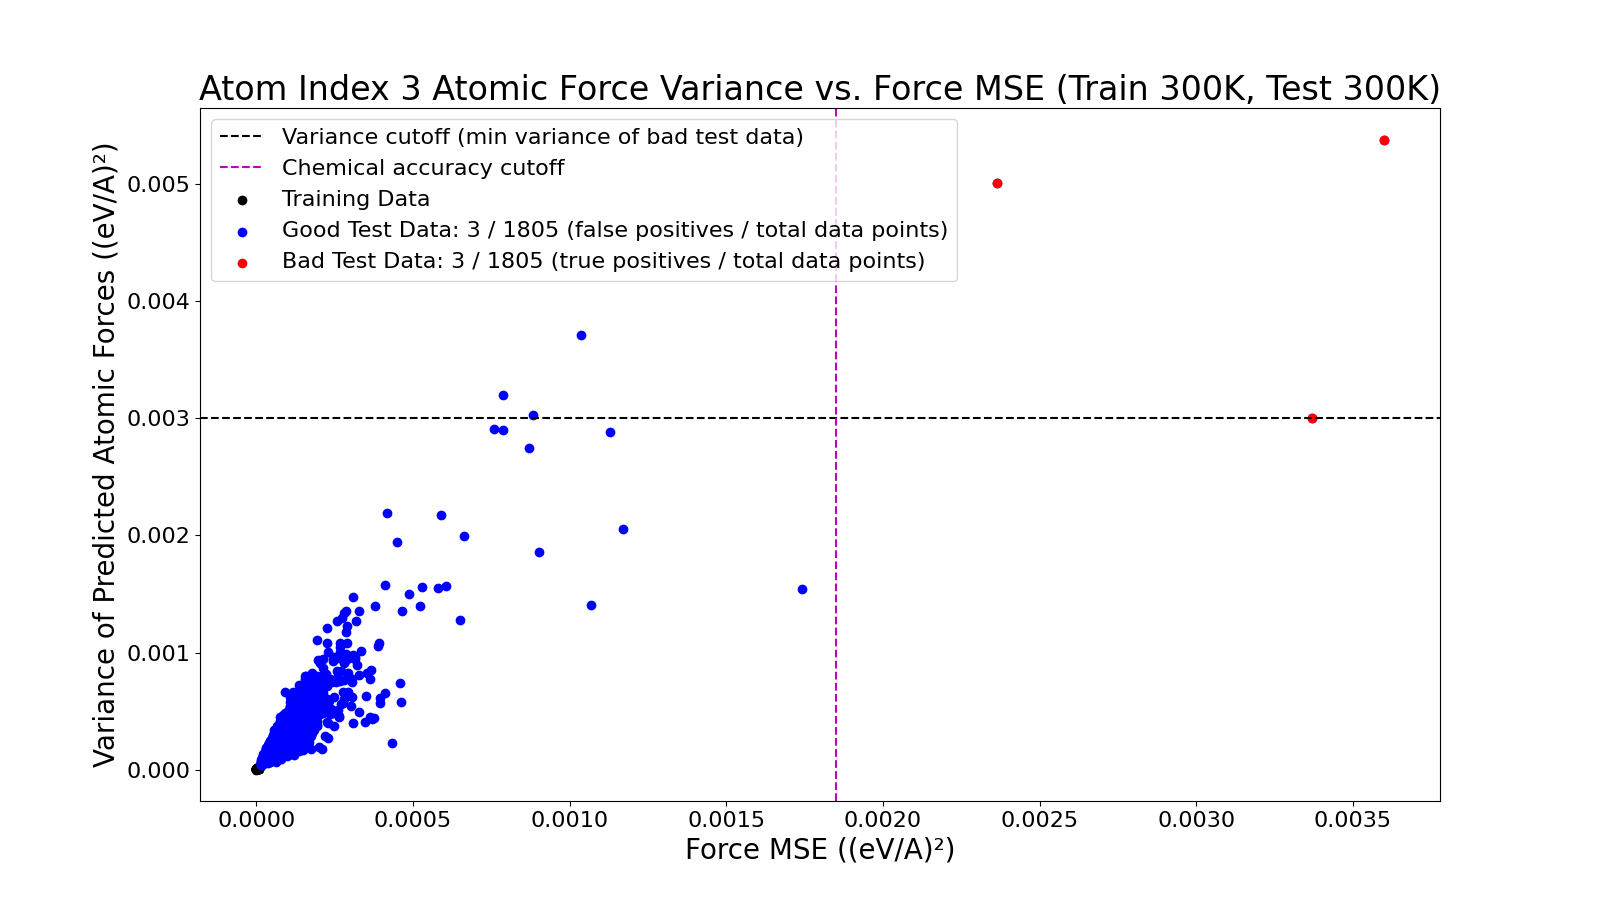 Atom Index 3 Atomic Force Variance vs. Force MSE (Train 300K, Test 300K)
Variance cutoff (min variance of bad test data)
Chemical accuracy cutoff
Training Data
Good Test Data: 3 / 1805 (false positives / total data points)
Bad Test Data: 3 / 1805 (true positives / total data points)
Variance of Predicted Atomic Forces ((eV/A)²)
0.005
0.004
0.003
0.002
0.001
0.000
0.0000 0.0005 0.0010 0.0015 0.0020 0.0025 0.0030 0.0035
Force MSE ((eV/A)²)